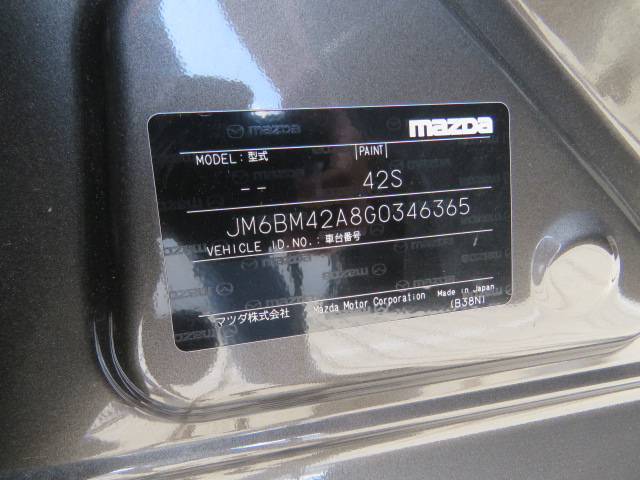 mazda
MODEL : 型式 PAINT
-- 42S
JM6BM42A8G0346365
VEHICLE ID.NO. : 車台番号
マツダ株式会社 Mazda Motor Corporation Made in Japan
(B38N)